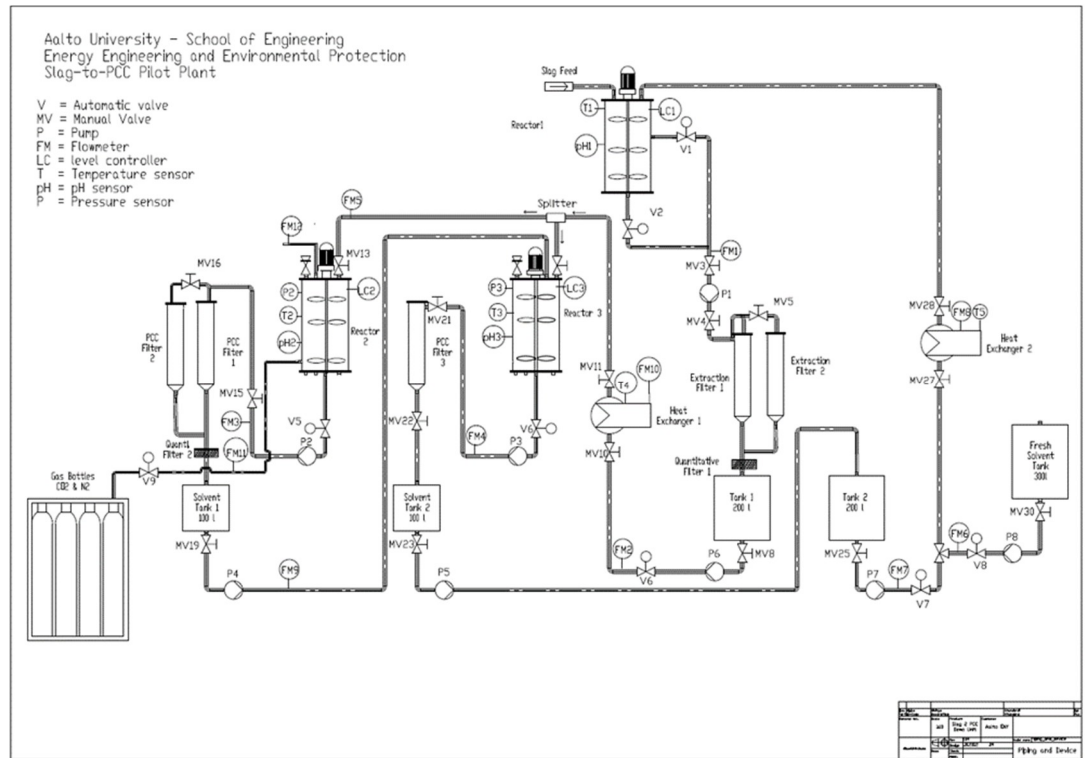 Aalto University - School of Engineering
Energy Engineering and Environmental Protection
Slag-to-PCC Pilot Plant
V = Automatic valve
MV = Manual Valve
P = Pump
FM = Flowmeter
LC = level controller
T = Temperature sensor
pH = pH sensor
P = Pressure sensor
Slag Feed
Reactor1
T1
LC1
pH1
V1
V2
FM1
MV3
P1
MV4
MV5
Extraction
Filter 1
Extraction
Filter 2
Quantitative
Filter 1
Tank 1
200 l
MV8
P6
V6
FM2
MV10
Heat
Exchanger 1
T4
FM10
MV11
Splitter
FM5
FM12
MV13
P2
LC2
T2
pH2
Reactor
2
V5
P2
FM3
MV15
MV16
PCC
Filter
2
PCC
Filter
1
Quanti
Filter 2
FM11
V9
Gas Bottles
CO2 & N2
Solvent
Tank 1
100 l
MV19
P4
FM9
P3
LC3
T3
pH3
Reactor 3
V6
P3
FM4
MV21
PCC
Filter
3
MV22
Solvent
Tank 2
100 l
MV23
P5
Tank 2
200 l
MV25
P7
FM7
V7
FM6
V8
P8
MV30
Fresh
Solvent
Tank
300l
MV27
Heat
Exchanger 2
FM8
T5
MV28
Slag 2 PCC
Piping and Device